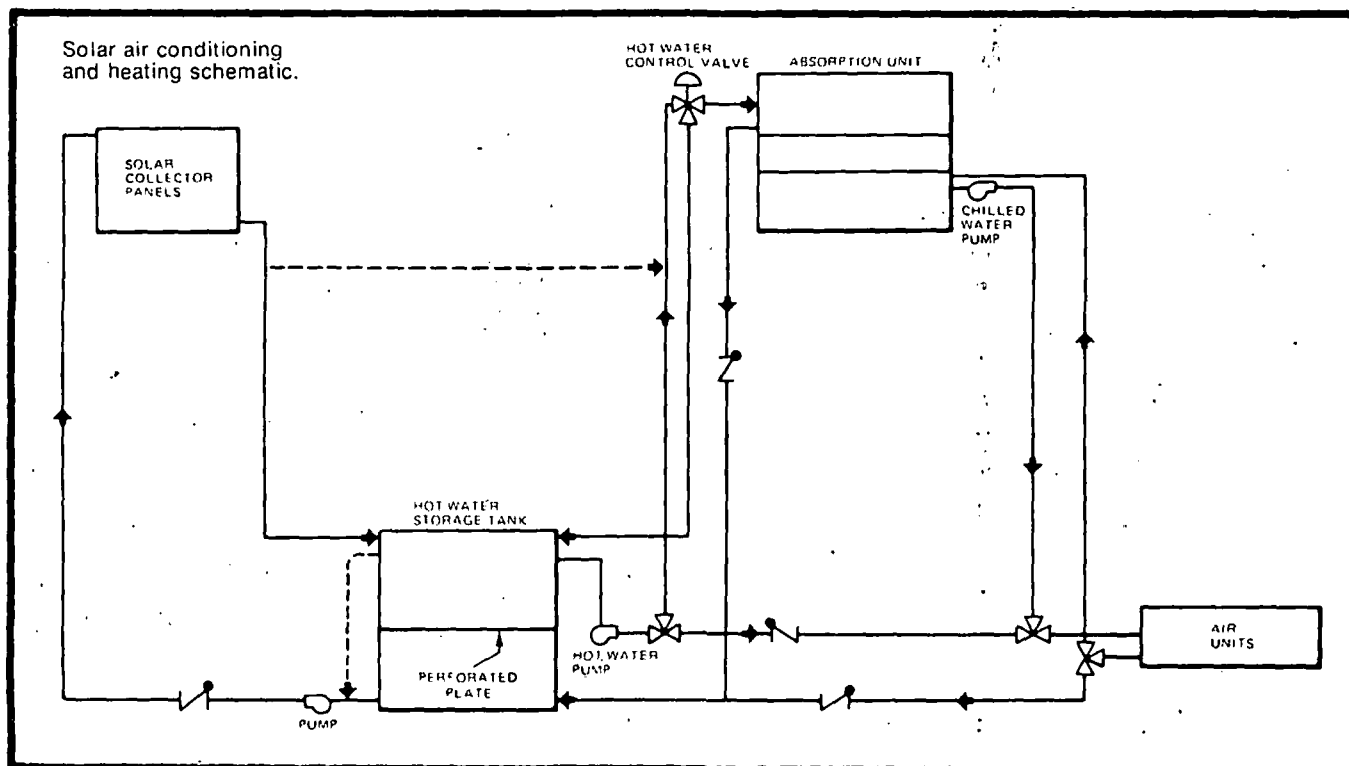 Solar air conditioning
and heating schematic.
HOT WATER
CONTROL VALVE
ABSORPTION UNIT
SOLAR
COLLECTOR
PANELS
CHILLED
WATER
PUMP
HOT WATER
STORAGE TANK
HOT WATER
PUMP
PERFORATED
PLATE
PUMP
AIR
UNITS